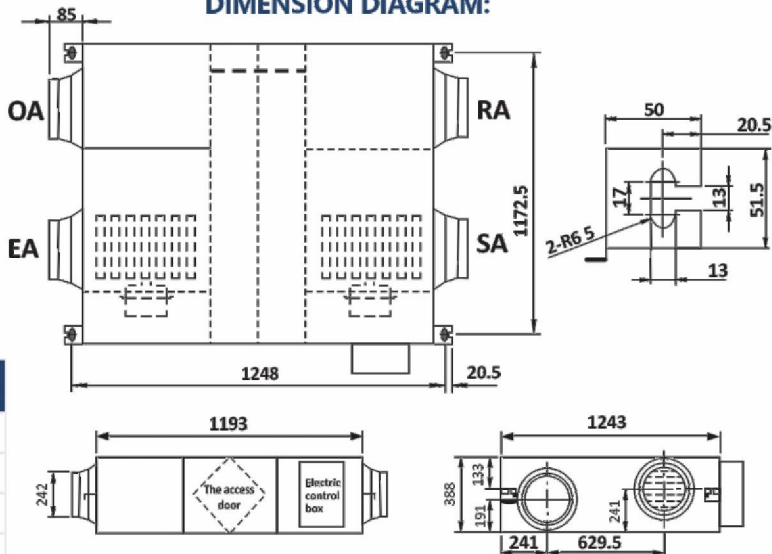 DIMENSION DIAGRAM:
85
OA
RA
EA
SA
1172.5
1248
20.5
50
20.5
17
13
51.5
2-R6 5
13
1193
242
The access
door
Electric
control
box
1243
388
133
191
241
241
629.5